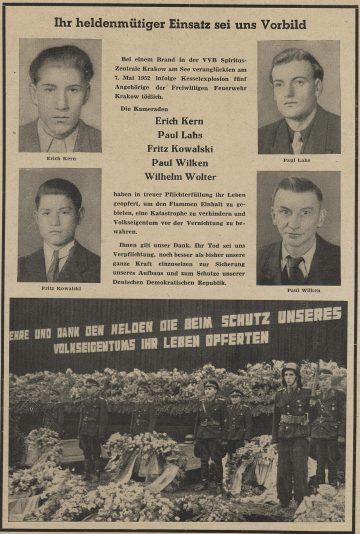 Ihr heldenmütiger Einsatz sei uns Vorbild
Bei einem Brand in der VVB Spiritus-
Zentrale Krakow am See verunglückten am
7. Mai 1952 infolge Kesselexplosion fünf
Angehörige der Freiwilligen Feuerwehr
Krakow tödlich.
Die Kameraden
Erich Kern
Paul Lahs
Fritz Kowalski
Paul Wilken
Wilhelm Wolter
Erich Kern
Paul Lahs
haben in treuer Pflichterfüllung ihr Leben
geopfert, um den Flammen Einhalt zu ge-
bieten, eine Katastrophe zu verhindern und
Volkseigentum vor der Vernichtung zu be-
wahren.
Ihnen gilt unser Dank. Ihr Tod sei uns
Verpflichtung, noch besser als bisher unsere
ganze Kraft einzusetzen zur Sicherung
unseres Aufbaus und zum Schutze unserer
Deutschen Demokratischen Republik.
Fritz Kowalski
Paul Wilken
EHRE UND DANK DEN HELDEN DIE BEIM SCHUTZ UNSERES
VOLKSEIGENTUMS IHR LEBEN OPFERTEN